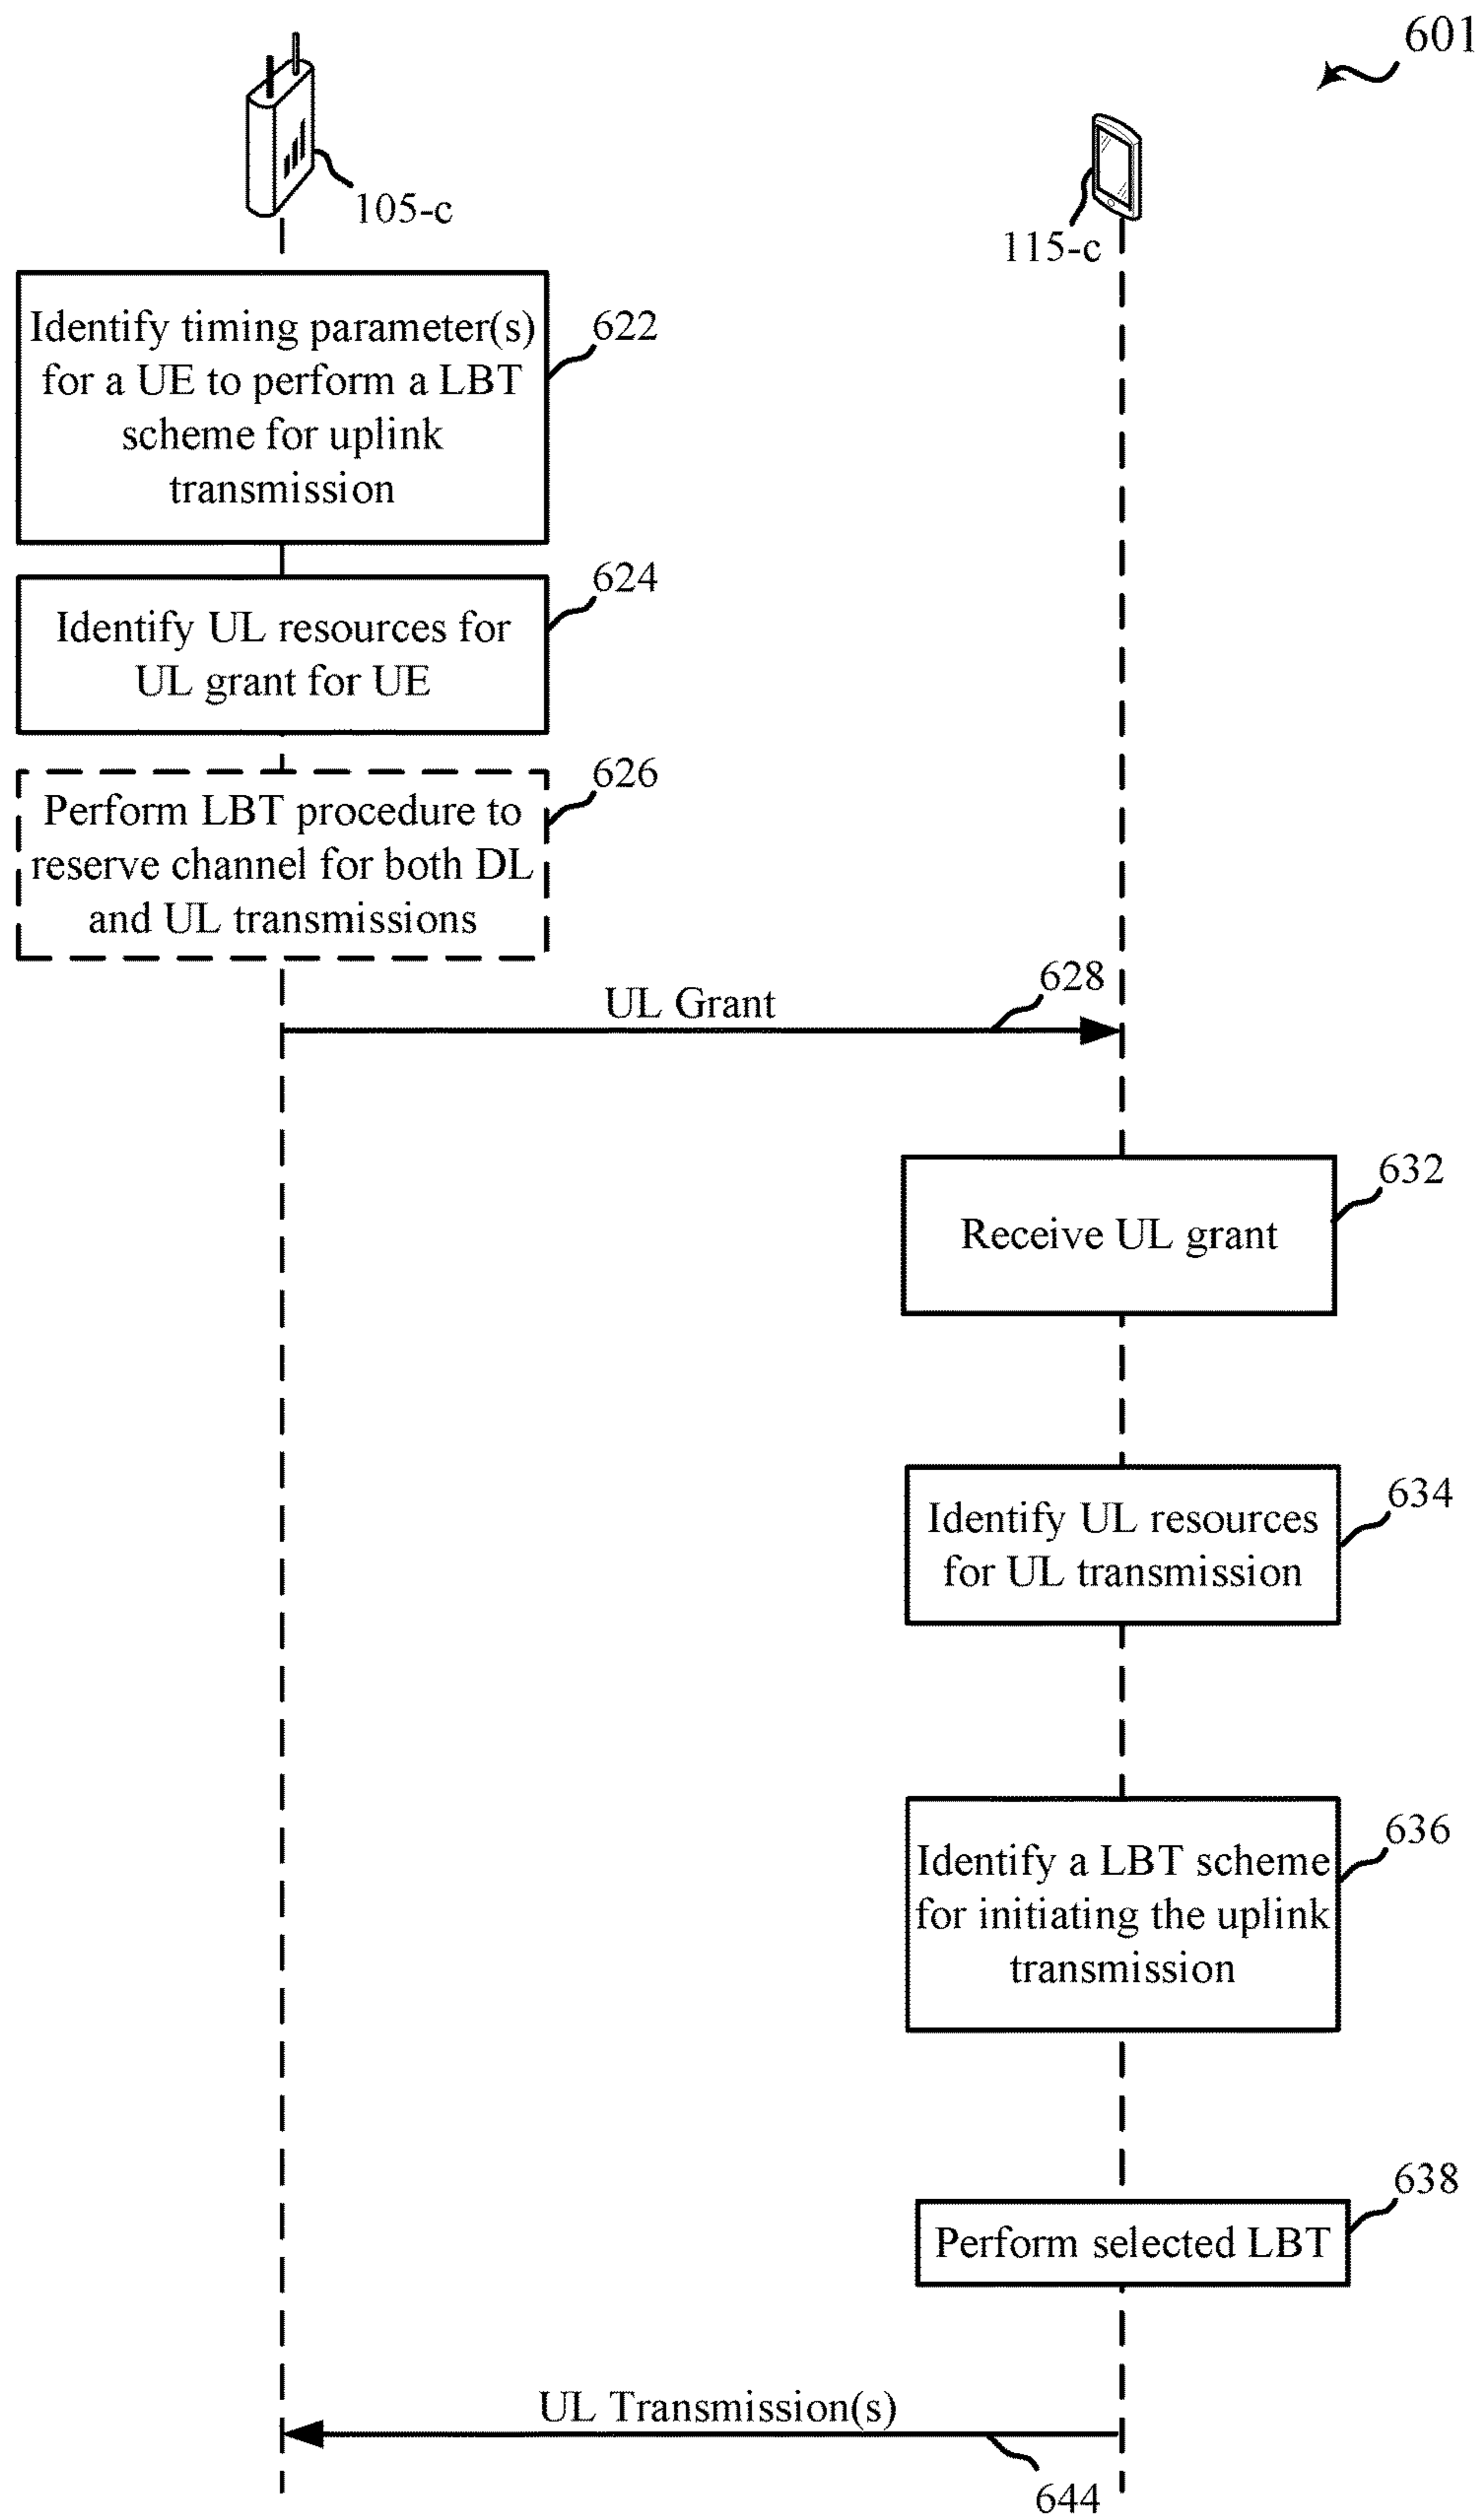 601
105-c
115-c
Identify timing parameter(s)
for a UE to perform a LBT
scheme for uplink
transmission
622
Identify UL resources for
UL grant for UE
624
Perform LBT procedure to
reserve channel for both DL
and UL transmissions
626
UL Grant
628
Receive UL grant
632
Identify UL resources
for UL transmission
634
Identify a LBT scheme
for initiating the uplink
transmission
636
Perform selected LBT
638
UL Transmission(s)
644